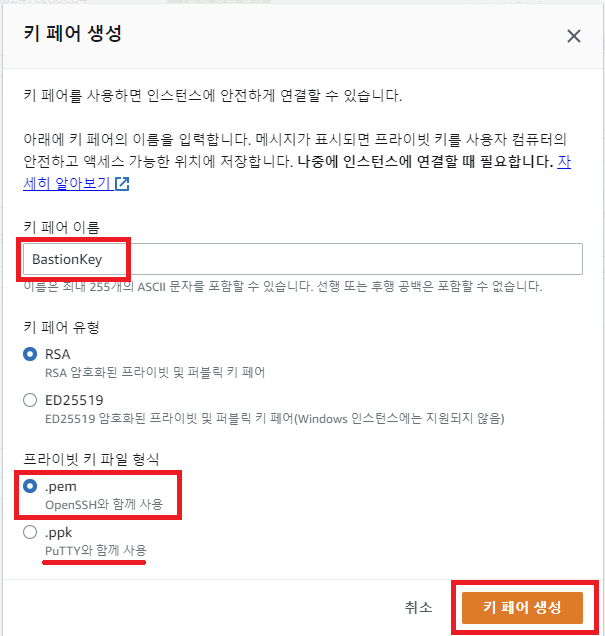 키 페어 생성
키 페어를 사용하면 인스턴스에 안전하게 연결할 수 있습니다.
아래에 키 페어의 이름을 입력합니다. 메시지가 표시되면 프라이빗 키를 사용자 컴퓨터의
안전하고 액세스 가능한 위치에 저장합니다. 나중에 인스턴스에 연결할 때 필요합니다. 자
세히 알아보기
키 페어 이름
BastionKey
이름은 최대 255개의 ASCII 문자를 포함할 수 있습니다. 선행 또는 후행 공백은 포함할 수 없습니다.
키 페어 유형
RSA
RSA 암호화된 프라이빗 및 퍼블릭 키 페어
ED25519
ED25519 암호화된 프라이빗 및 퍼블릭 키 페어(Windows 인스턴스에는 지원되지 않음)
프라이빗 키 파일 형식
.pem
OpenSSH와 함께 사용
.ppk
PuTTY와 함께 사용
취소
키 페어 생성